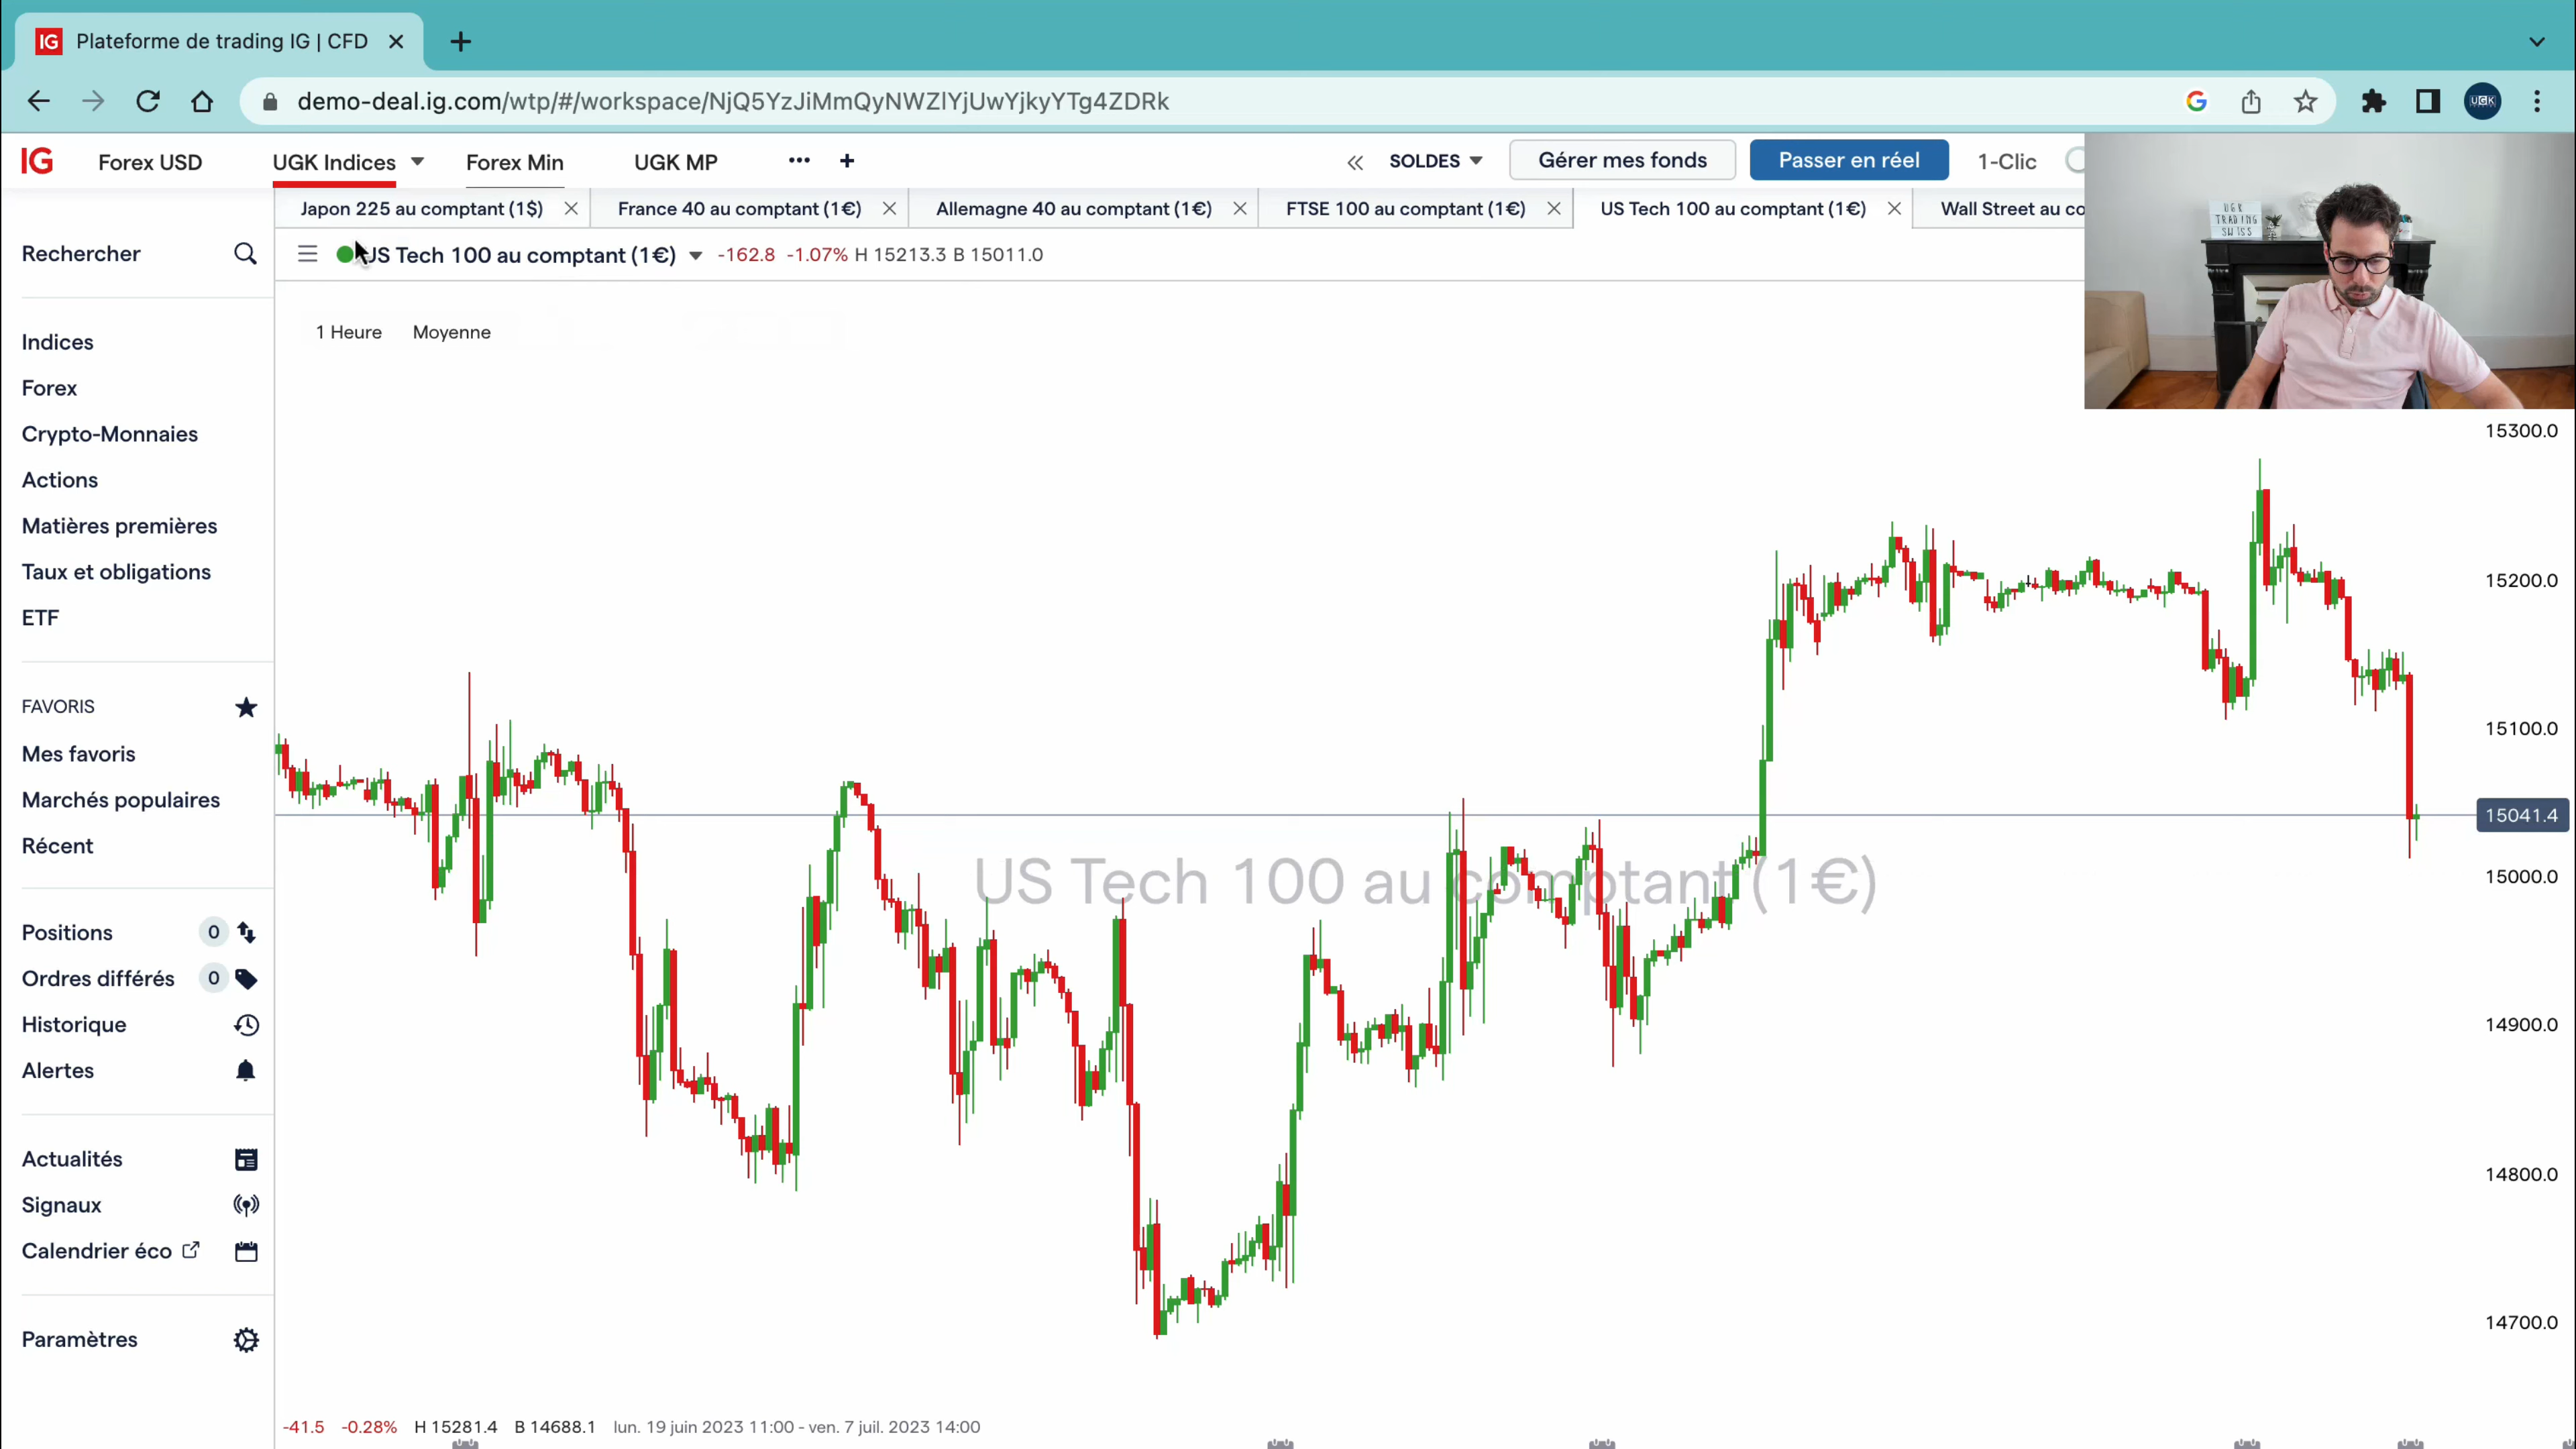 IG Plateforme de trading IG | CFD
demo-deal.ig.com/wtp/#/workspace/NjQ5YzJiMmQyNWZlYjUwYjkyYTg4ZDRk
UGK
IG Forex USD UGK Indices Forex Min UGK MP ••• + SOLDES Gérer mes fonds Passer en réel 1-Clic
Japon 225 au comptant (1$) France 40 au comptant (1€) Allemagne 40 au comptant (1€) FTSE 100 au comptant (1€) US Tech 100 au comptant (1€) Wall Street au co
US Tech 100 au comptant (1€) -162.8 -1.07% H 15213.3 B 15011.0
1 Heure Moyenne
Rechercher
Indices
Forex
Crypto-Monnaies
Actions
Matières premières
Taux et obligations
ETF
FAVORIS
Mes favoris
Marchés populaires
Récent
Positions 0
Ordres différés 0
Historique
Alertes
Actualités
Signaux
Calendrier éco
Paramètres
UGK
TRADING
SWISS
US Tech 100 au comptant (1€)
15300.0
15200.0
15100.0
15041.4
15000.0
14900.0
14800.0
14700.0
-41.5 -0.28% H 15281.4 B 14688.1 lun. 19 juin 2023 11:00 - ven. 7 juil. 2023 14:00